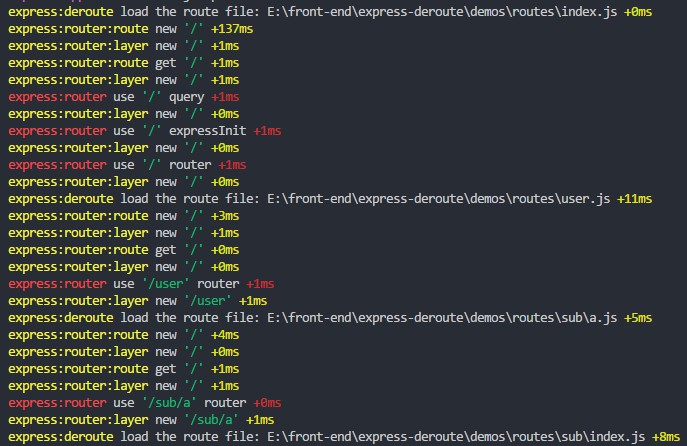 express:deroute load the route file: E:\front-end\express-deroute\demos\routes\index.js +0ms
express:router:route new '/' +137ms
express:router:layer new '/' +1ms
express:router:route get '/' +1ms
express:router:layer new '/' +1ms
express:router use '/' query +1ms
express:router:layer new '/' +0ms
express:router use '/' expressInit +1ms
express:router:layer new '/' +0ms
express:router use '/' router +1ms
express:router:layer new '/' +0ms
express:deroute load the route file: E:\front-end\express-deroute\demos\routes\user.js +11ms
express:router:route new '/' +3ms
express:router:layer new '/' +1ms
express:router:route get '/' +0ms
express:router:layer new '/' +0ms
express:router use '/user' router +1ms
express:router:layer new '/user' +1ms
express:deroute load the route file: E:\front-end\express-deroute\demos\routes\sub\a.js +5ms
express:router:route new '/' +4ms
express:router:layer new '/' +0ms
express:router:route get '/' +1ms
express:router:layer new '/' +1ms
express:router use '/sub/a' router +0ms
express:router:layer new '/sub/a' +1ms
express:deroute load the route file: E:\front-end\express-deroute\demos\routes\sub\index.js +8ms